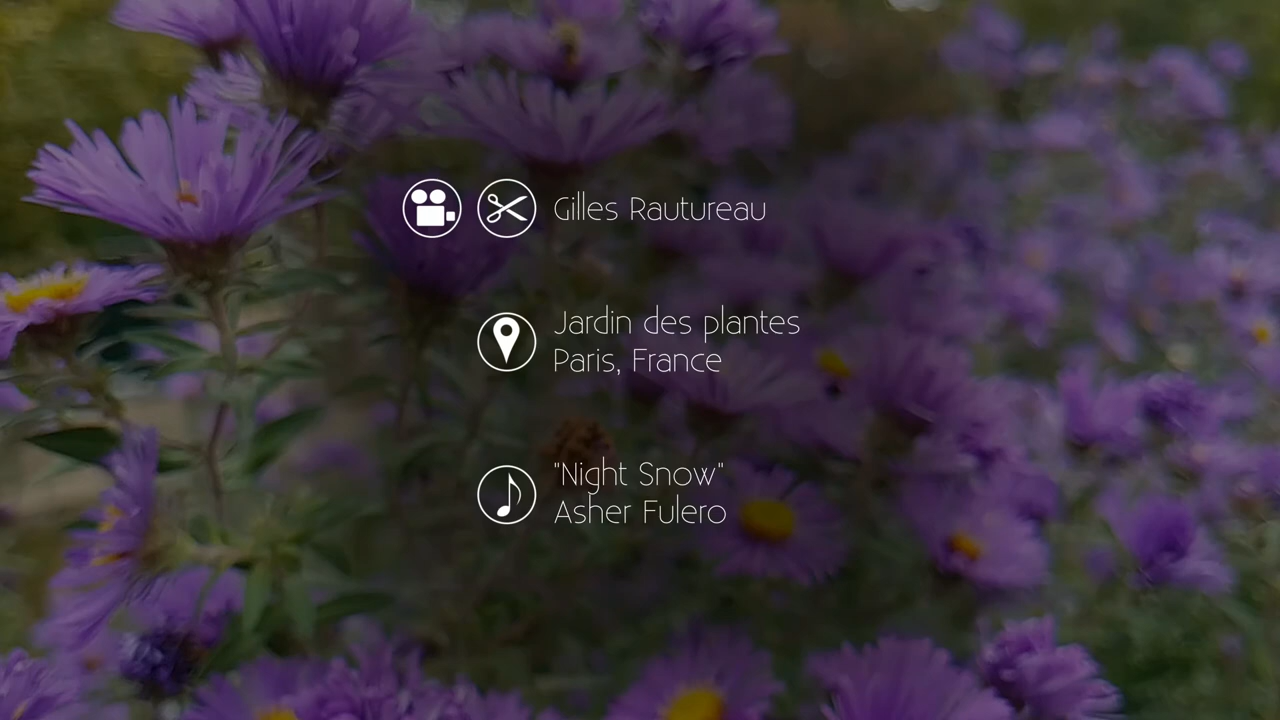 Gilles Rautureau
Jardin des plantes
Paris, France
"Night Snow"
Asher Fulero